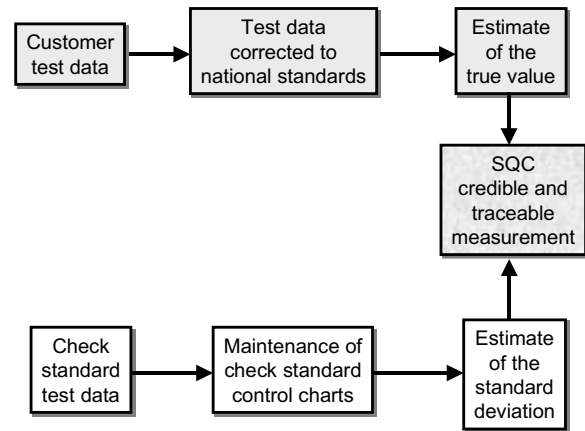 Customer
test data
Test data
corrected to
national standards
Estimate
of the
true value
SQC
credible and
traceable
measurement
Check
standard
test data
Maintenance of
check standard
control charts
Estimate
of the
standard
deviation